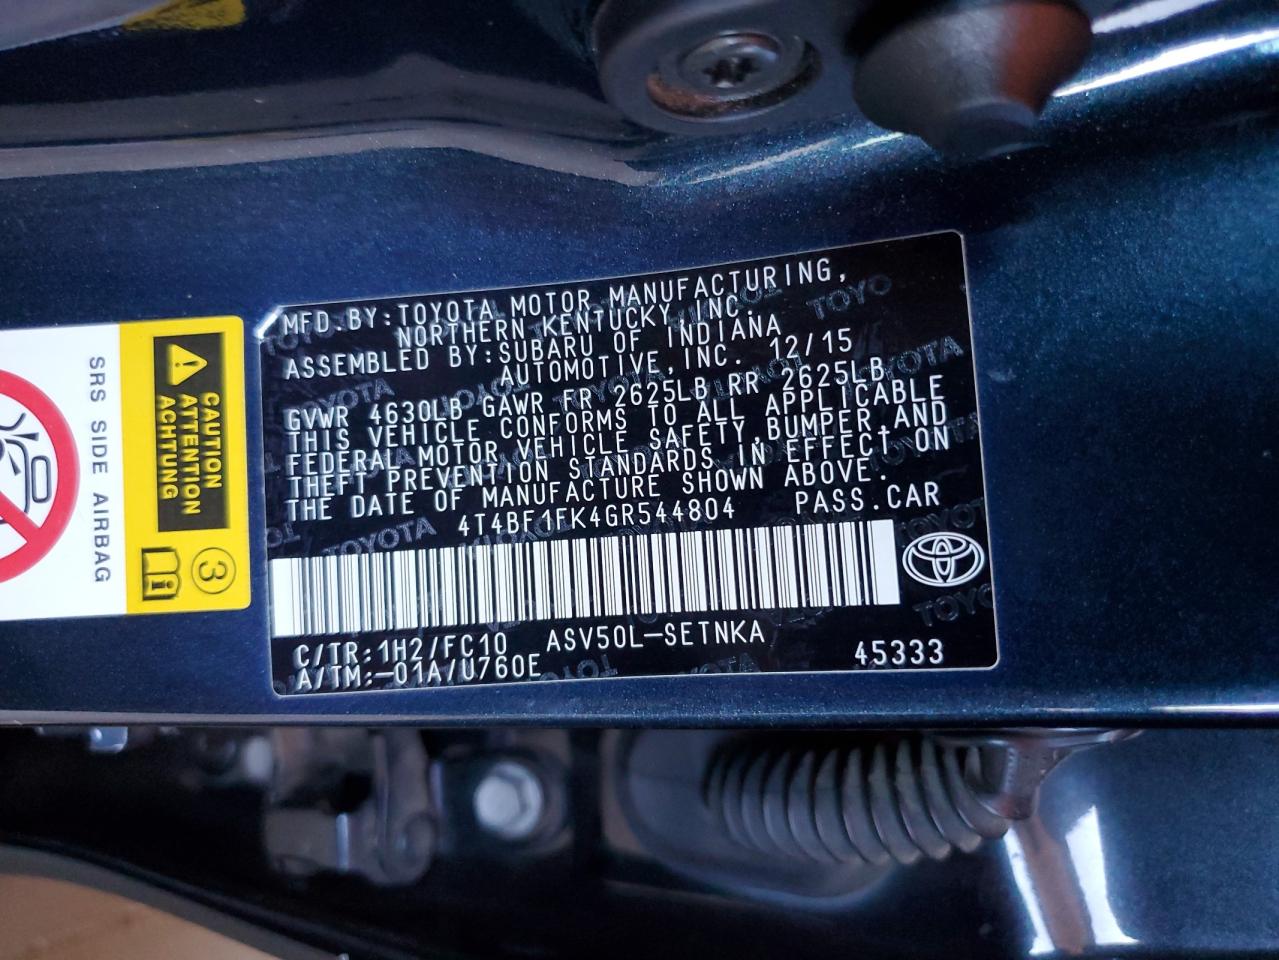 MFD.BY:TOYOTA MOTOR MANUFACTURING,
NORTHERN KENTUCKY,INC.
ASSEMBLED BY:SUBARU OF INDIANA
AUTOMOTIVE,INC. 12/15
GVWR 4630LB GAWR FR 2625LB RR 2625LB
THIS VEHICLE CONFORMS TO ALL APPLICABLE
FEDERAL MOTOR VEHICLE SAFETY,BUMPER,AND
THEFT PREVENTION STANDARDS IN EFFECT ON
THE DATE OF MANUFACTURE SHOWN ABOVE.
4T4BF1FK4GR544804 PASS.CAR
C/TR:1H2/FC10 ASV50L-SETNKA
A/TM:-01A/U760E 45333
CAUTION
ATTENTION
ACHTUNG
3
SRS SIDE AIRBAG